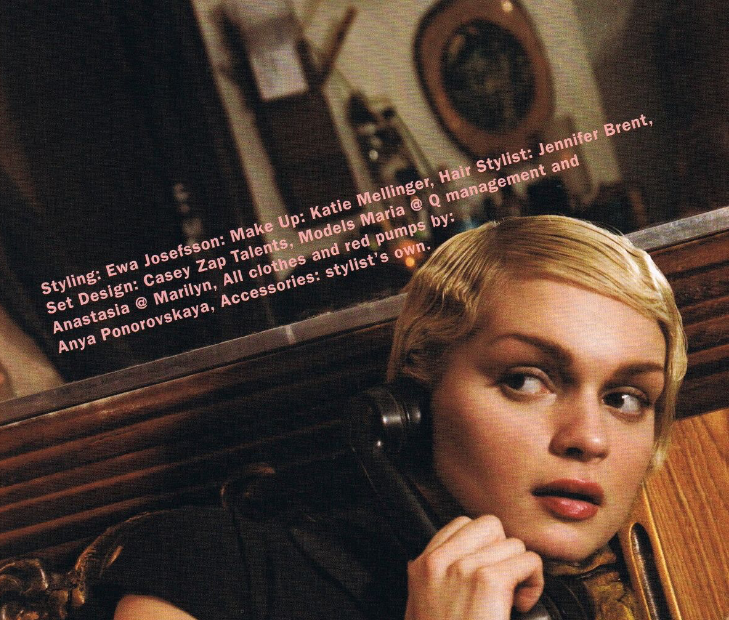 Styling: Ewa Josefsson: Make Up: Katie Mellinger, Hair Stylist: Jennifer Brent,
Set Design: Casey Zap Talents, Models Maria @ Q management and
Anastasia @ Marilyn, All clothes and red pumps by:
Anya Ponorovskaya, Accessories: stylist's own.